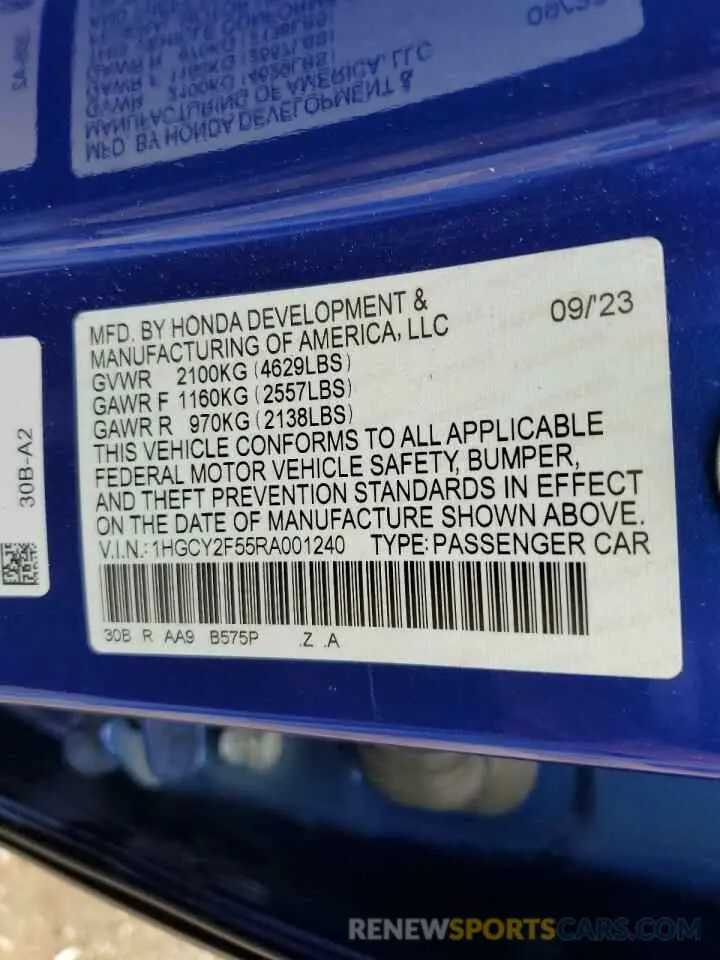 MFD. BY HONDA DEVELOPMENT &
MANUFACTURING OF AMERICA, LLC
09/'23
GVWR 2100KG (4629LBS)
GAWR F 1160KG (2557LBS)
GAWR R 970KG (2138LBS)
THIS VEHICLE CONFORMS TO ALL APPLICABLE
FEDERAL MOTOR VEHICLE SAFETY, BUMPER,
AND THEFT PREVENTION STANDARDS IN EFFECT
ON THE DATE OF MANUFACTURE SHOWN ABOVE.
V.I.N.: 1HGCY2F55RA001240 TYPE: PASSENGER CAR
30B R AA9 B575P .Z .A
30B-A2
RENEWSPORTSCARS.COM